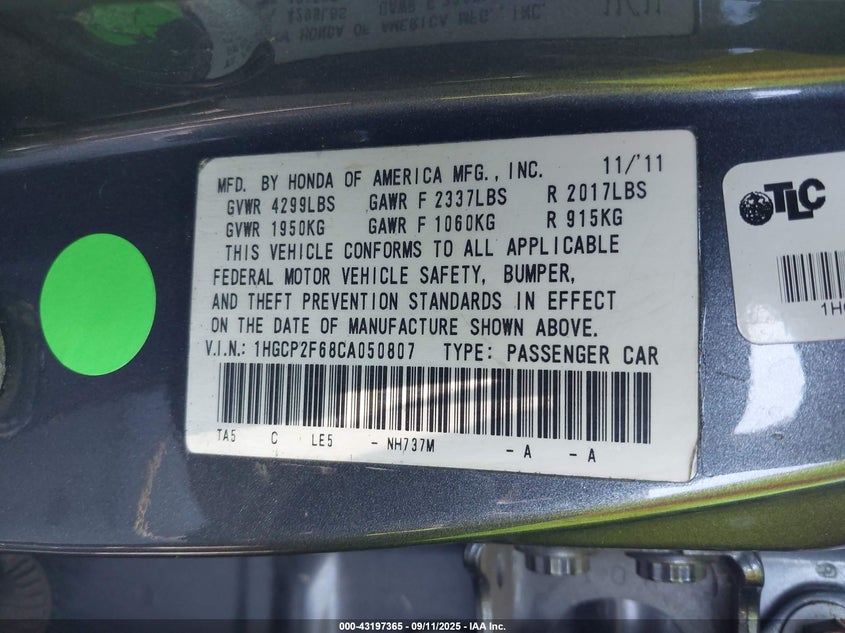 MFD. BY HONDA OF AMERICA MFG., INC. 11/'11
GVWR 4299LBS GAWR F 2337LBS R 2017LBS
GVWR 1950KG GAWR F 1060KG R 915KG
THIS VEHICLE CONFORMS TO ALL APPLICABLE
FEDERAL MOTOR VEHICLE SAFETY, BUMPER,
AND THEFT PREVENTION STANDARDS IN EFFECT
ON THE DATE OF MANUFACTURE SHOWN ABOVE.
V.I.N.: 1HGCP2F68CA050807 TYPE: PASSENGER CAR
TA5 C LE5 - NH737M - A - A
TLC
000-43197365 - 09/11/2025 - IAA Inc.